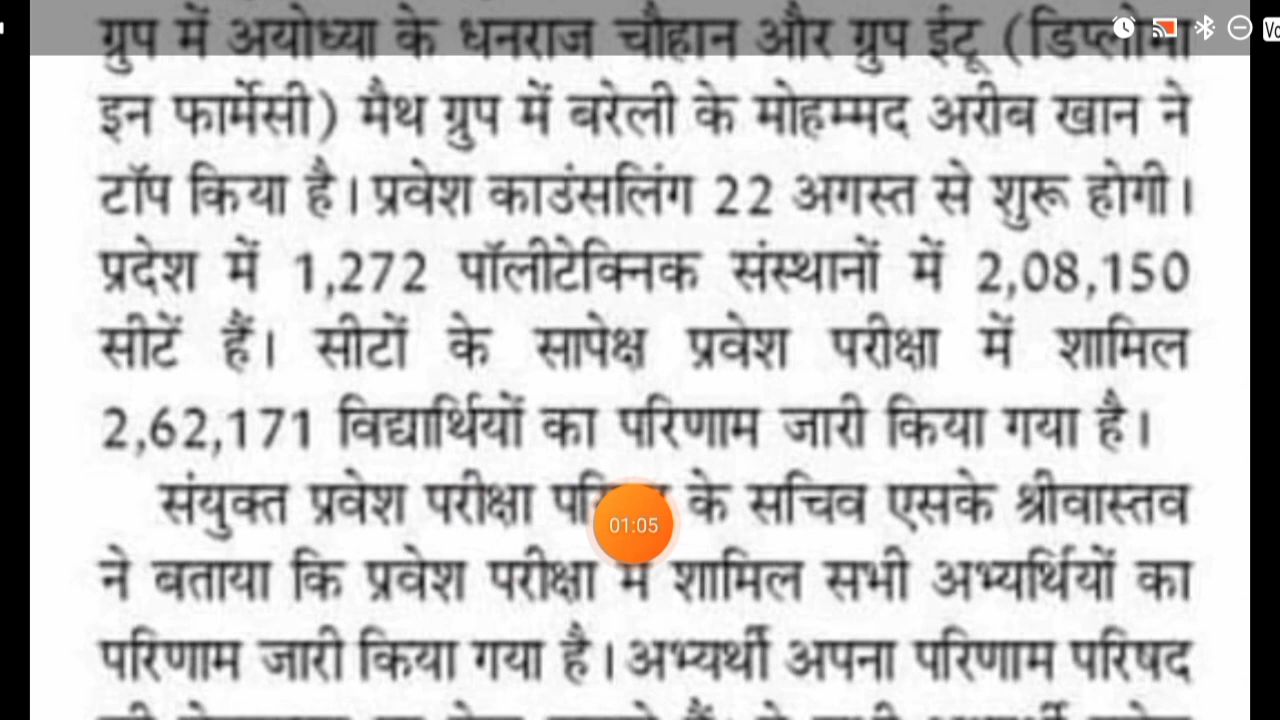 ग्रुप में अयोध्या के धनराज चौहान और ग्रुप ईटू (डिप्लोमा
इन फार्मेसी) मैथ ग्रुप में बरेली के मोहम्मद अरीब खान ने
टॉप किया है। प्रवेश काउंसलिंग 22 अगस्त से शुरू होगी।
प्रदेश में 1,272 पॉलीटेक्निक संस्थानों में 2,08,150
सीटें हैं। सीटों के सापेक्ष प्रवेश परीक्षा में शामिल
2,62,171 विद्यार्थियों का परिणाम जारी किया गया है।
संयुक्त प्रवेश परीक्षा के सचिव एसके श्रीवास्तव
01:05
ने बताया कि प्रवेश परीक्षा में शामिल सभी अभ्यर्थियों का
परिणाम जारी किया गया है। अभ्यर्थी अपना परिणाम परिषद